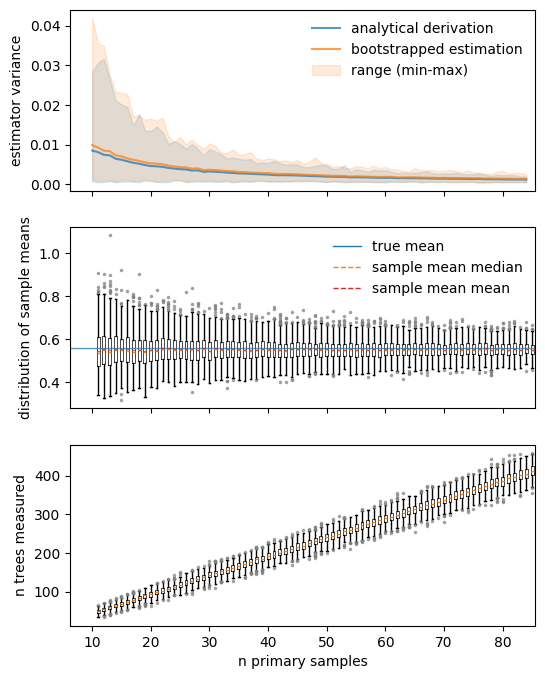 estimator variance
0.04
0.03
0.02
0.01
0.00
analytical derivation
bootstrapped estimation
range (min-max)
distribution of sample means
1.0
0.8
0.6
0.4
true mean
sample mean median
sample mean mean
n trees measured
400
300
200
100
10 20 30 40 50 60 70 80
n primary samples